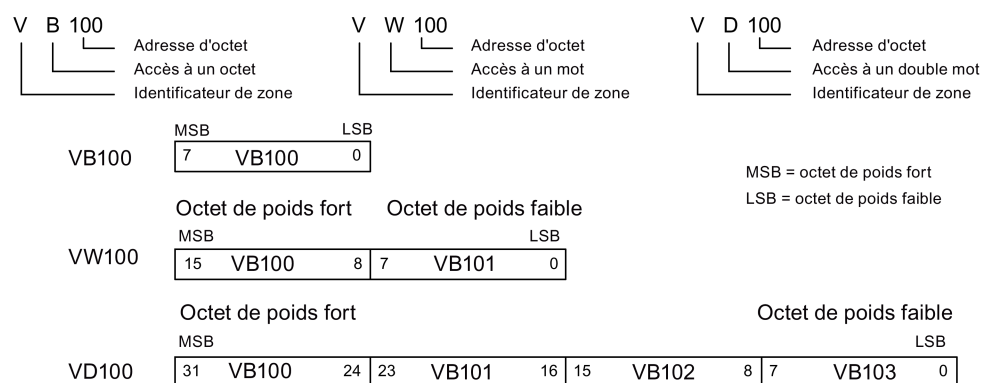 V B 100 V W 100 V D 100
Adresse d'octet Adresse d'octet Adresse d'octet
Accès à un octet Accès à un mot Accès à un double mot
Identificateur de zone Identificateur de zone Identificateur de zone
MSB LSB
VB100 7 VB100 0
MSB = octet de poids fort
LSB = octet de poids faible
Octet de poids fort Octet de poids faible
MSB LSB
VW100 15 VB100 8 7 VB101 0
Octet de poids fort Octet de poids faible
MSB LSB
VD100 31 VB100 24 23 VB101 16 15 VB102 8 7 VB103 0